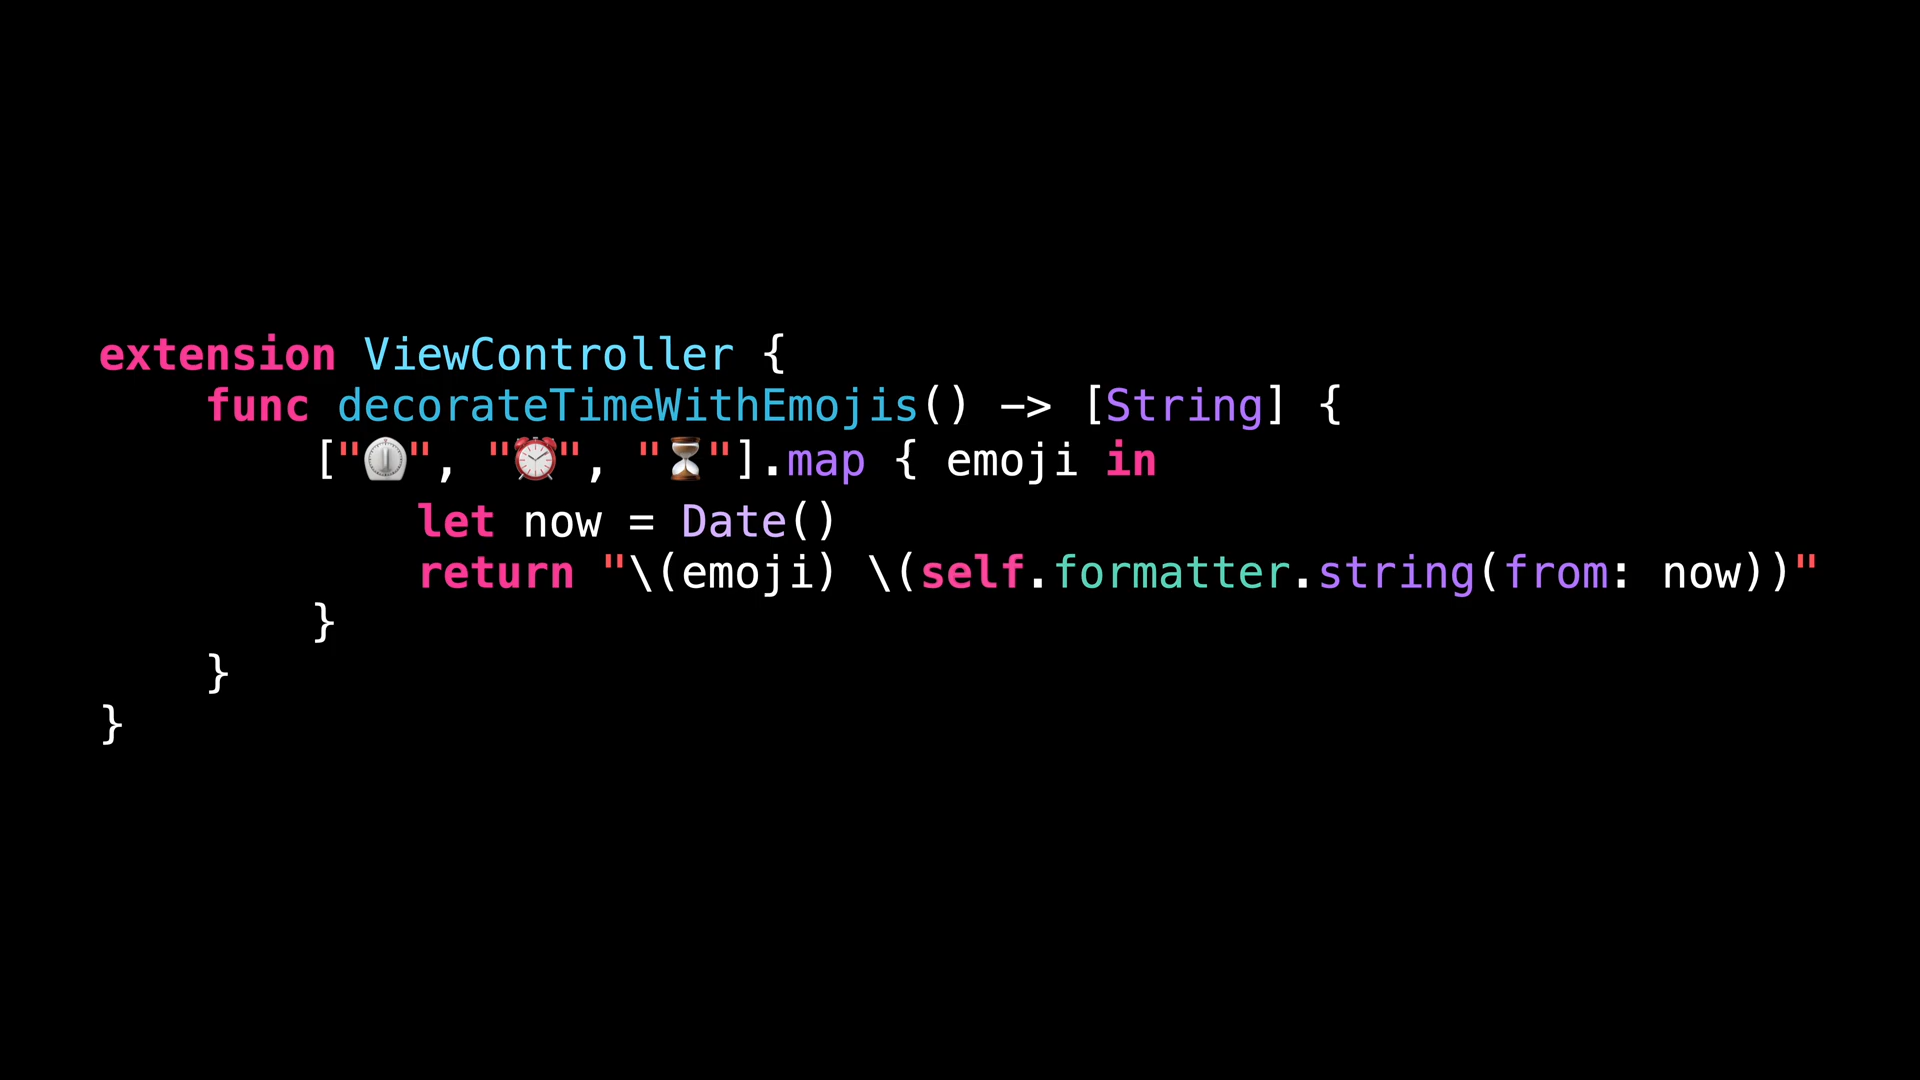 extension ViewController {
    func decorateTimeWithEmojis() -> [String] {
        ["⏲️", "⏰", "⏳"].map { emoji in
            let now = Date()
            return "\(emoji) \(self.formatter.string(from: now))"
        }
    }
}